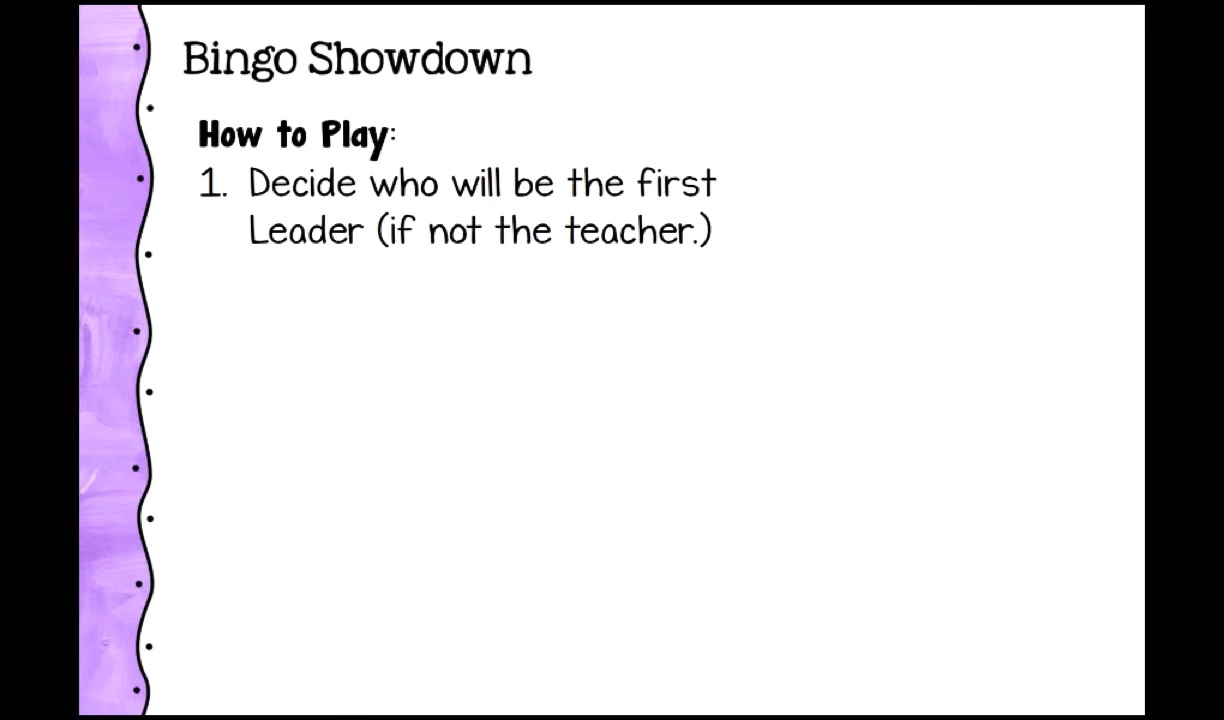 Bingo Showdown
How to Play:
1. Decide who will be the first
Leader (if not the teacher.)